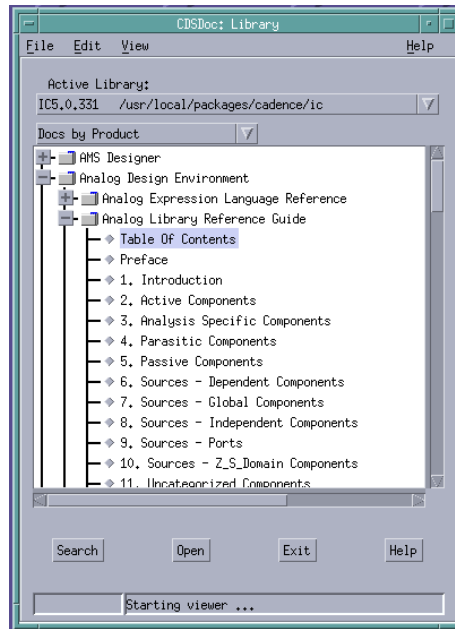 CDSDoc: Library
File Edit View Help
Active Library:
IC5.0.331 /usr/local/packages/cadence/ic
Docs by Product
AMS Designer
Analog Design Environment
Analog Expression Language Reference
Analog Library Reference Guide
Table Of Contents
Preface
1. Introduction
2. Active Components
3. Analysis Specific Components
4. Parasitic Components
5. Passive Components
6. Sources - Dependent Components
7. Sources - Global Components
8. Sources - Independent Components
9. Sources - Ports
10. Sources - Z_S_Domain Components
11. Uncategorized Components
Search Open Exit Help
Starting viewer ...